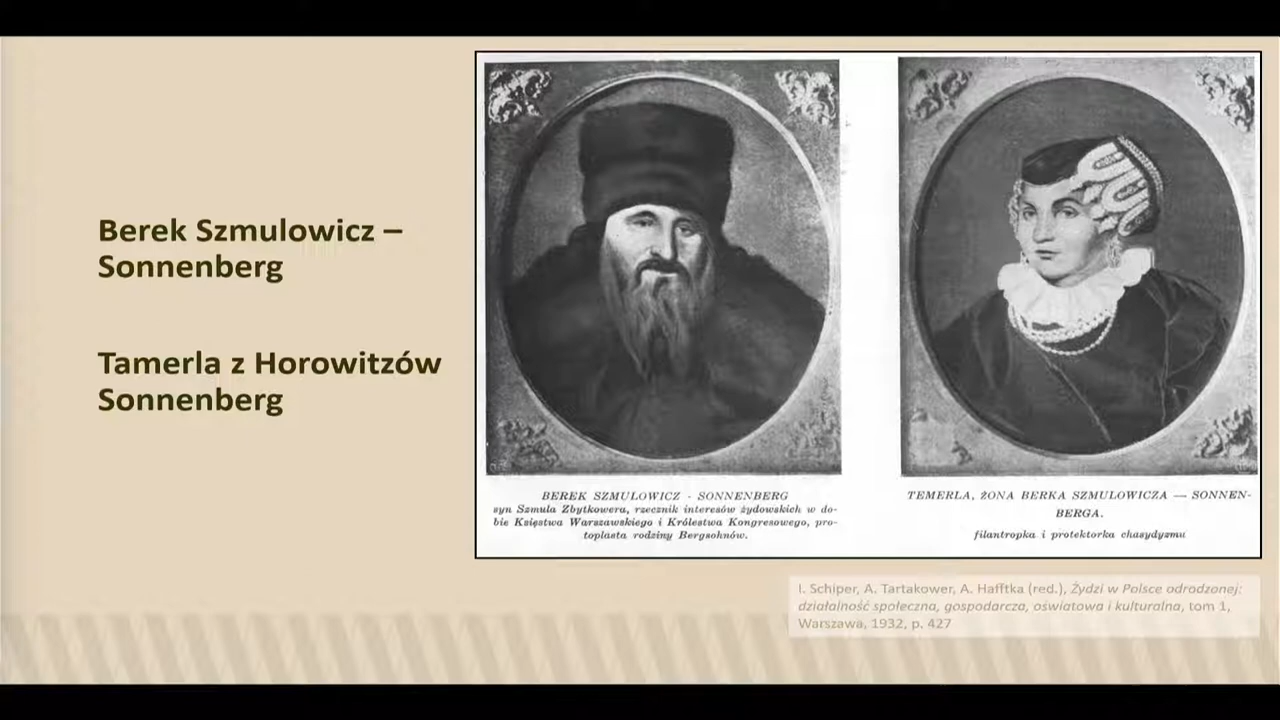 Berek Szmulowicz –
Sonnenberg
Tamerla z Horowitzów
Sonnenberg
BEREK SZMULOWICZ - SONNENBERG
syn Szmula Zbytkowera, rzecznik interesów żydowskich w do-
bie Księstwa Warszawskiego i Królestwa Kongresowego, pro-
toplasta rodziny Bergsohnów.
TEMERLA, ŻONA BERKA SZMULOWICZA — SONNEN-
BERGA.
filantropka i protektorka chasydyzmu
I. Schiper, A. Tartakower, A. Hafftka (red.), Żydzi w Polsce odrodzonej:
działalność społeczna, gospodarcza, oświatowa i kulturalna, tom 1,
Warszawa, 1932, p. 427